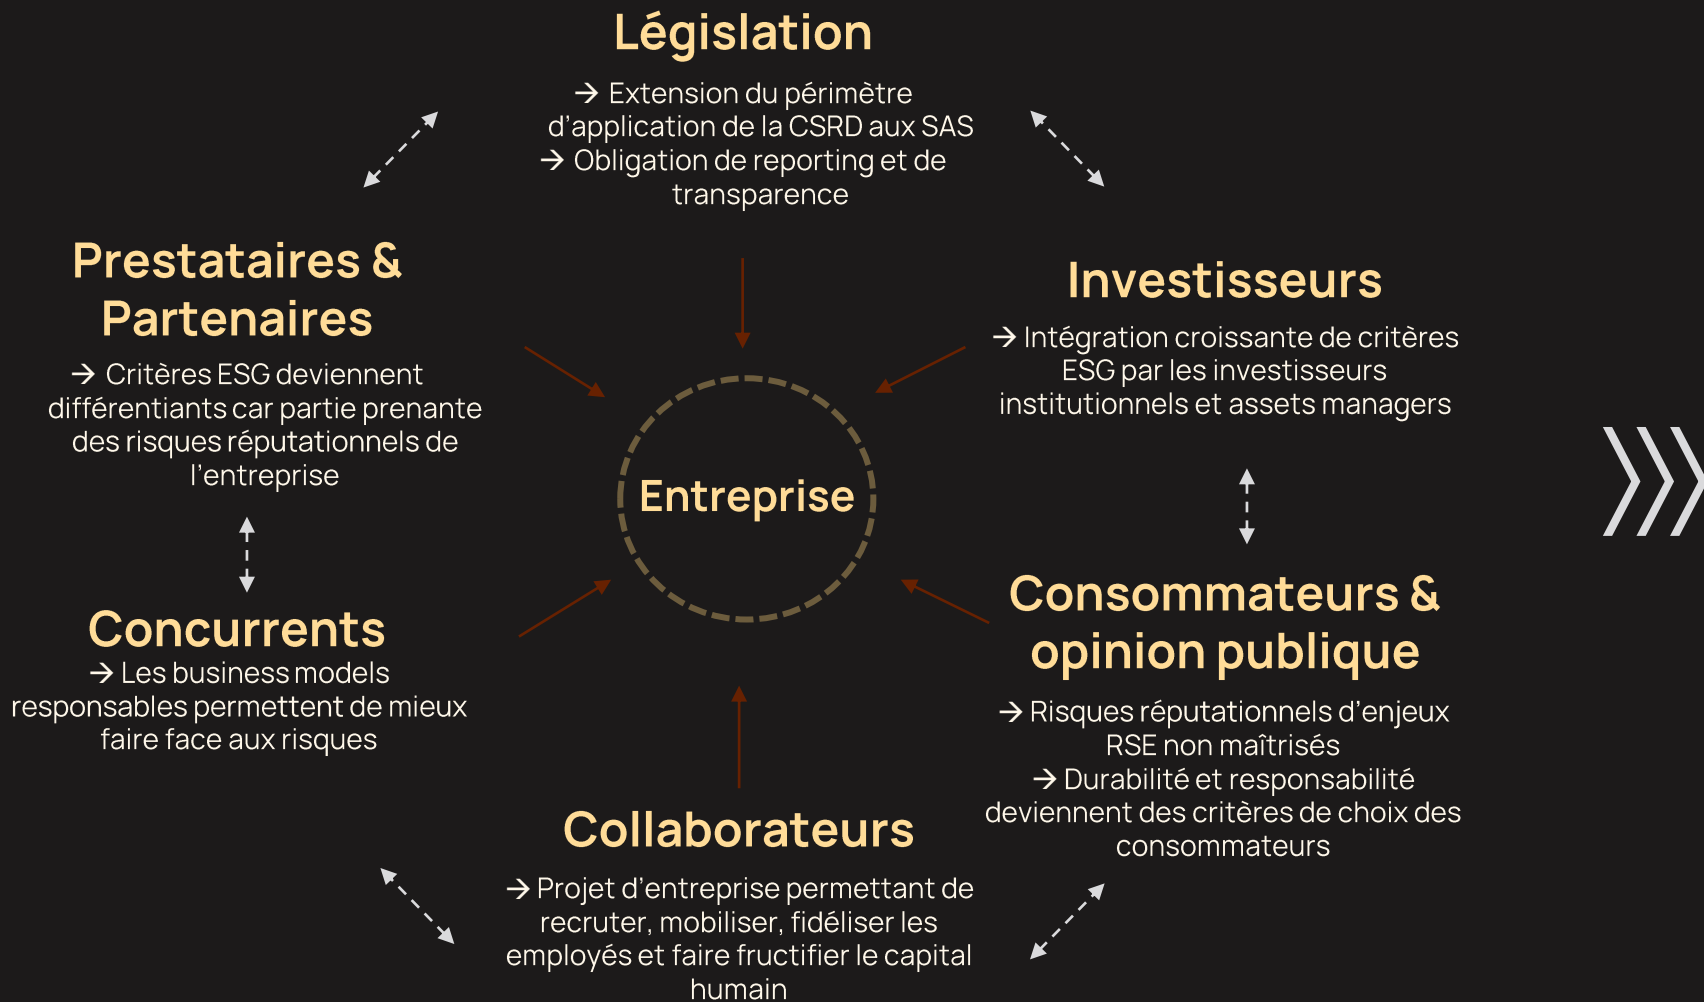 Législation
→ Extension du périmètre
d’application de la CSRD aux SAS
→ Obligation de reporting et de
transparence
Prestataires &
Partenaires
→ Critères ESG deviennent
différentiants car partie prenante
des risques réputationnels de
l’entreprise
Investisseurs
→ Intégration croissante de critères
ESG par les investisseurs
institutionnels et assets managers
Entreprise
Concurrents
→ Les business models
responsables permettent de mieux
faire face aux risques
Consommateurs &
opinion publique
→ Risques réputationnels d’enjeux
RSE non maîtrisés
→ Durabilité et responsabilité
deviennent des critères de choix des
consommateurs
Collaborateurs
→ Projet d’entreprise permettant de
recruter, mobiliser, fidéliser les
employés et faire fructifier le capital
humain